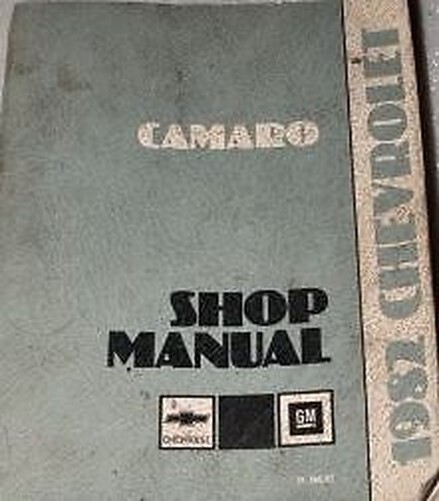 CAMARO
SHOP
MANUAL
CHEVROLET
GM
1982 CHEVROLET